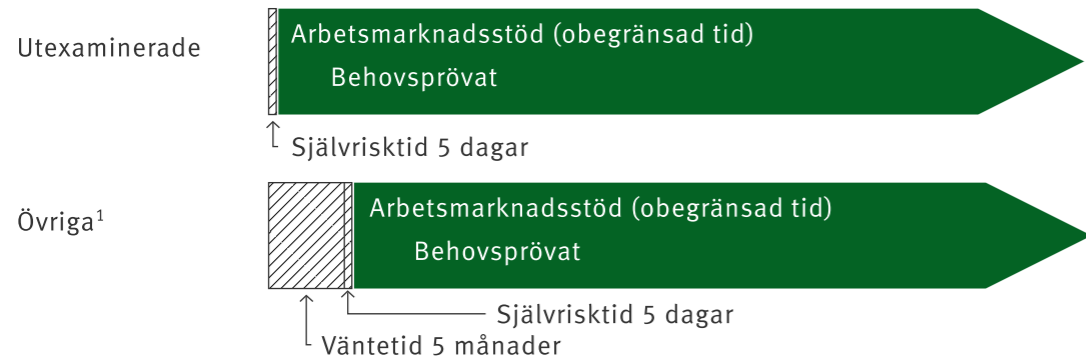 Utexaminerade
Arbetsmarknadsstöd (obegränsad tid)
Behovsprövat
Självrisktid 5 dagar
Övriga¹
Arbetsmarknadsstöd (obegränsad tid)
Behovsprövat
Självrisktid 5 dagar
Väntetid 5 månader